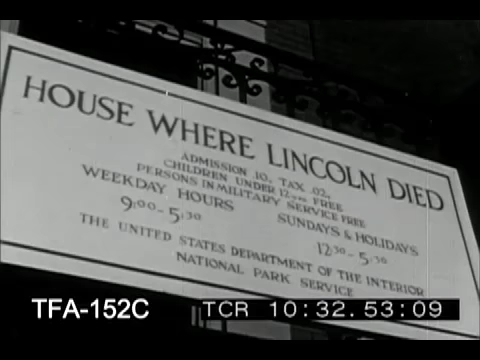 HOUSE WHERE LINCOLN DIED
ADMISSION .10, TAX .02,
CHILDREN UNDER 12, FREE
PERSONS IN MILITARY SERVICE FREE
WEEKDAY HOURS
9:00-5:30
SUNDAYS & HOLIDAYS
12:30-5:30
THE UNITED STATES DEPARTMENT OF THE INTERIOR
NATIONAL PARK SERVICE
TFA-152C
TCR 10:32.53:09